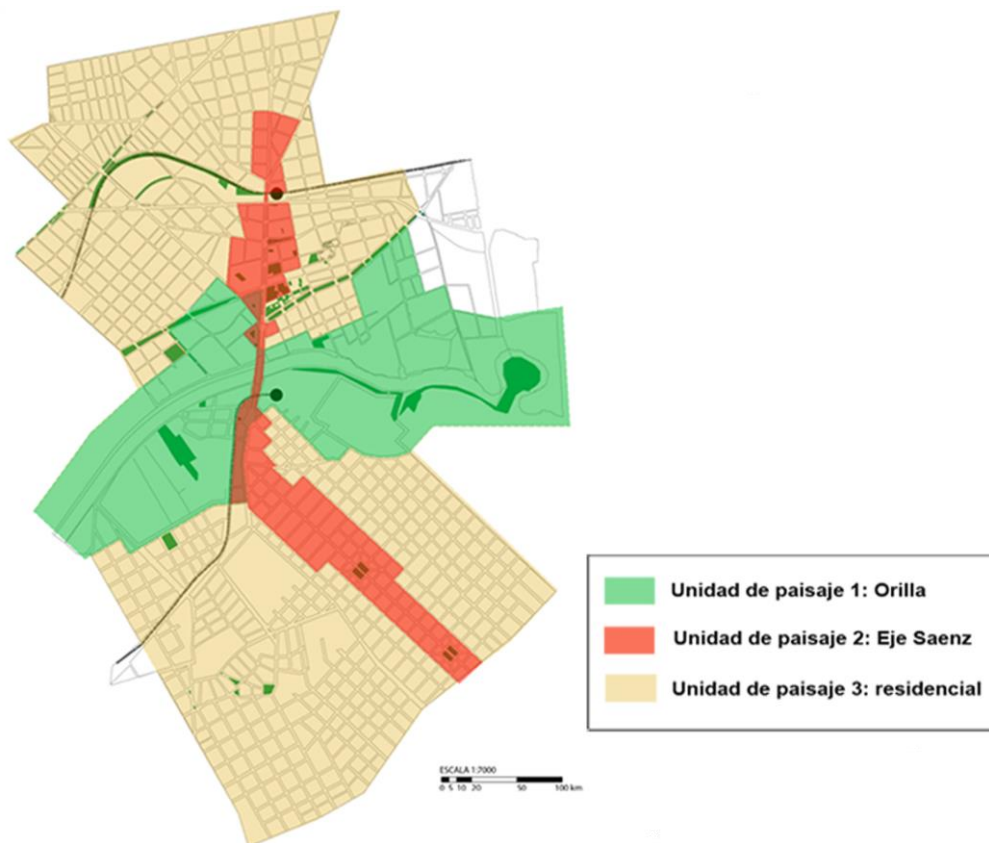 Unidad de paisaje 1: Orilla
Unidad de paisaje 2: Eje Saenz
Unidad de paisaje 3: residencial
ESCALA 1:7000
0 5 10 20 50 100 km